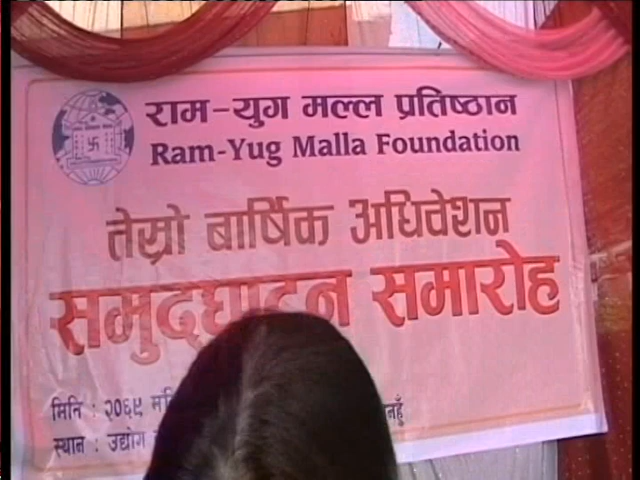 राम-युग मल्ल प्रतिष्ठान
Ram-Yug Malla Foundation
तेस्रो बार्षिक अधिवेशन
समुद्घाटन समारोह
मिति : २०६९
स्थान : उद्योग